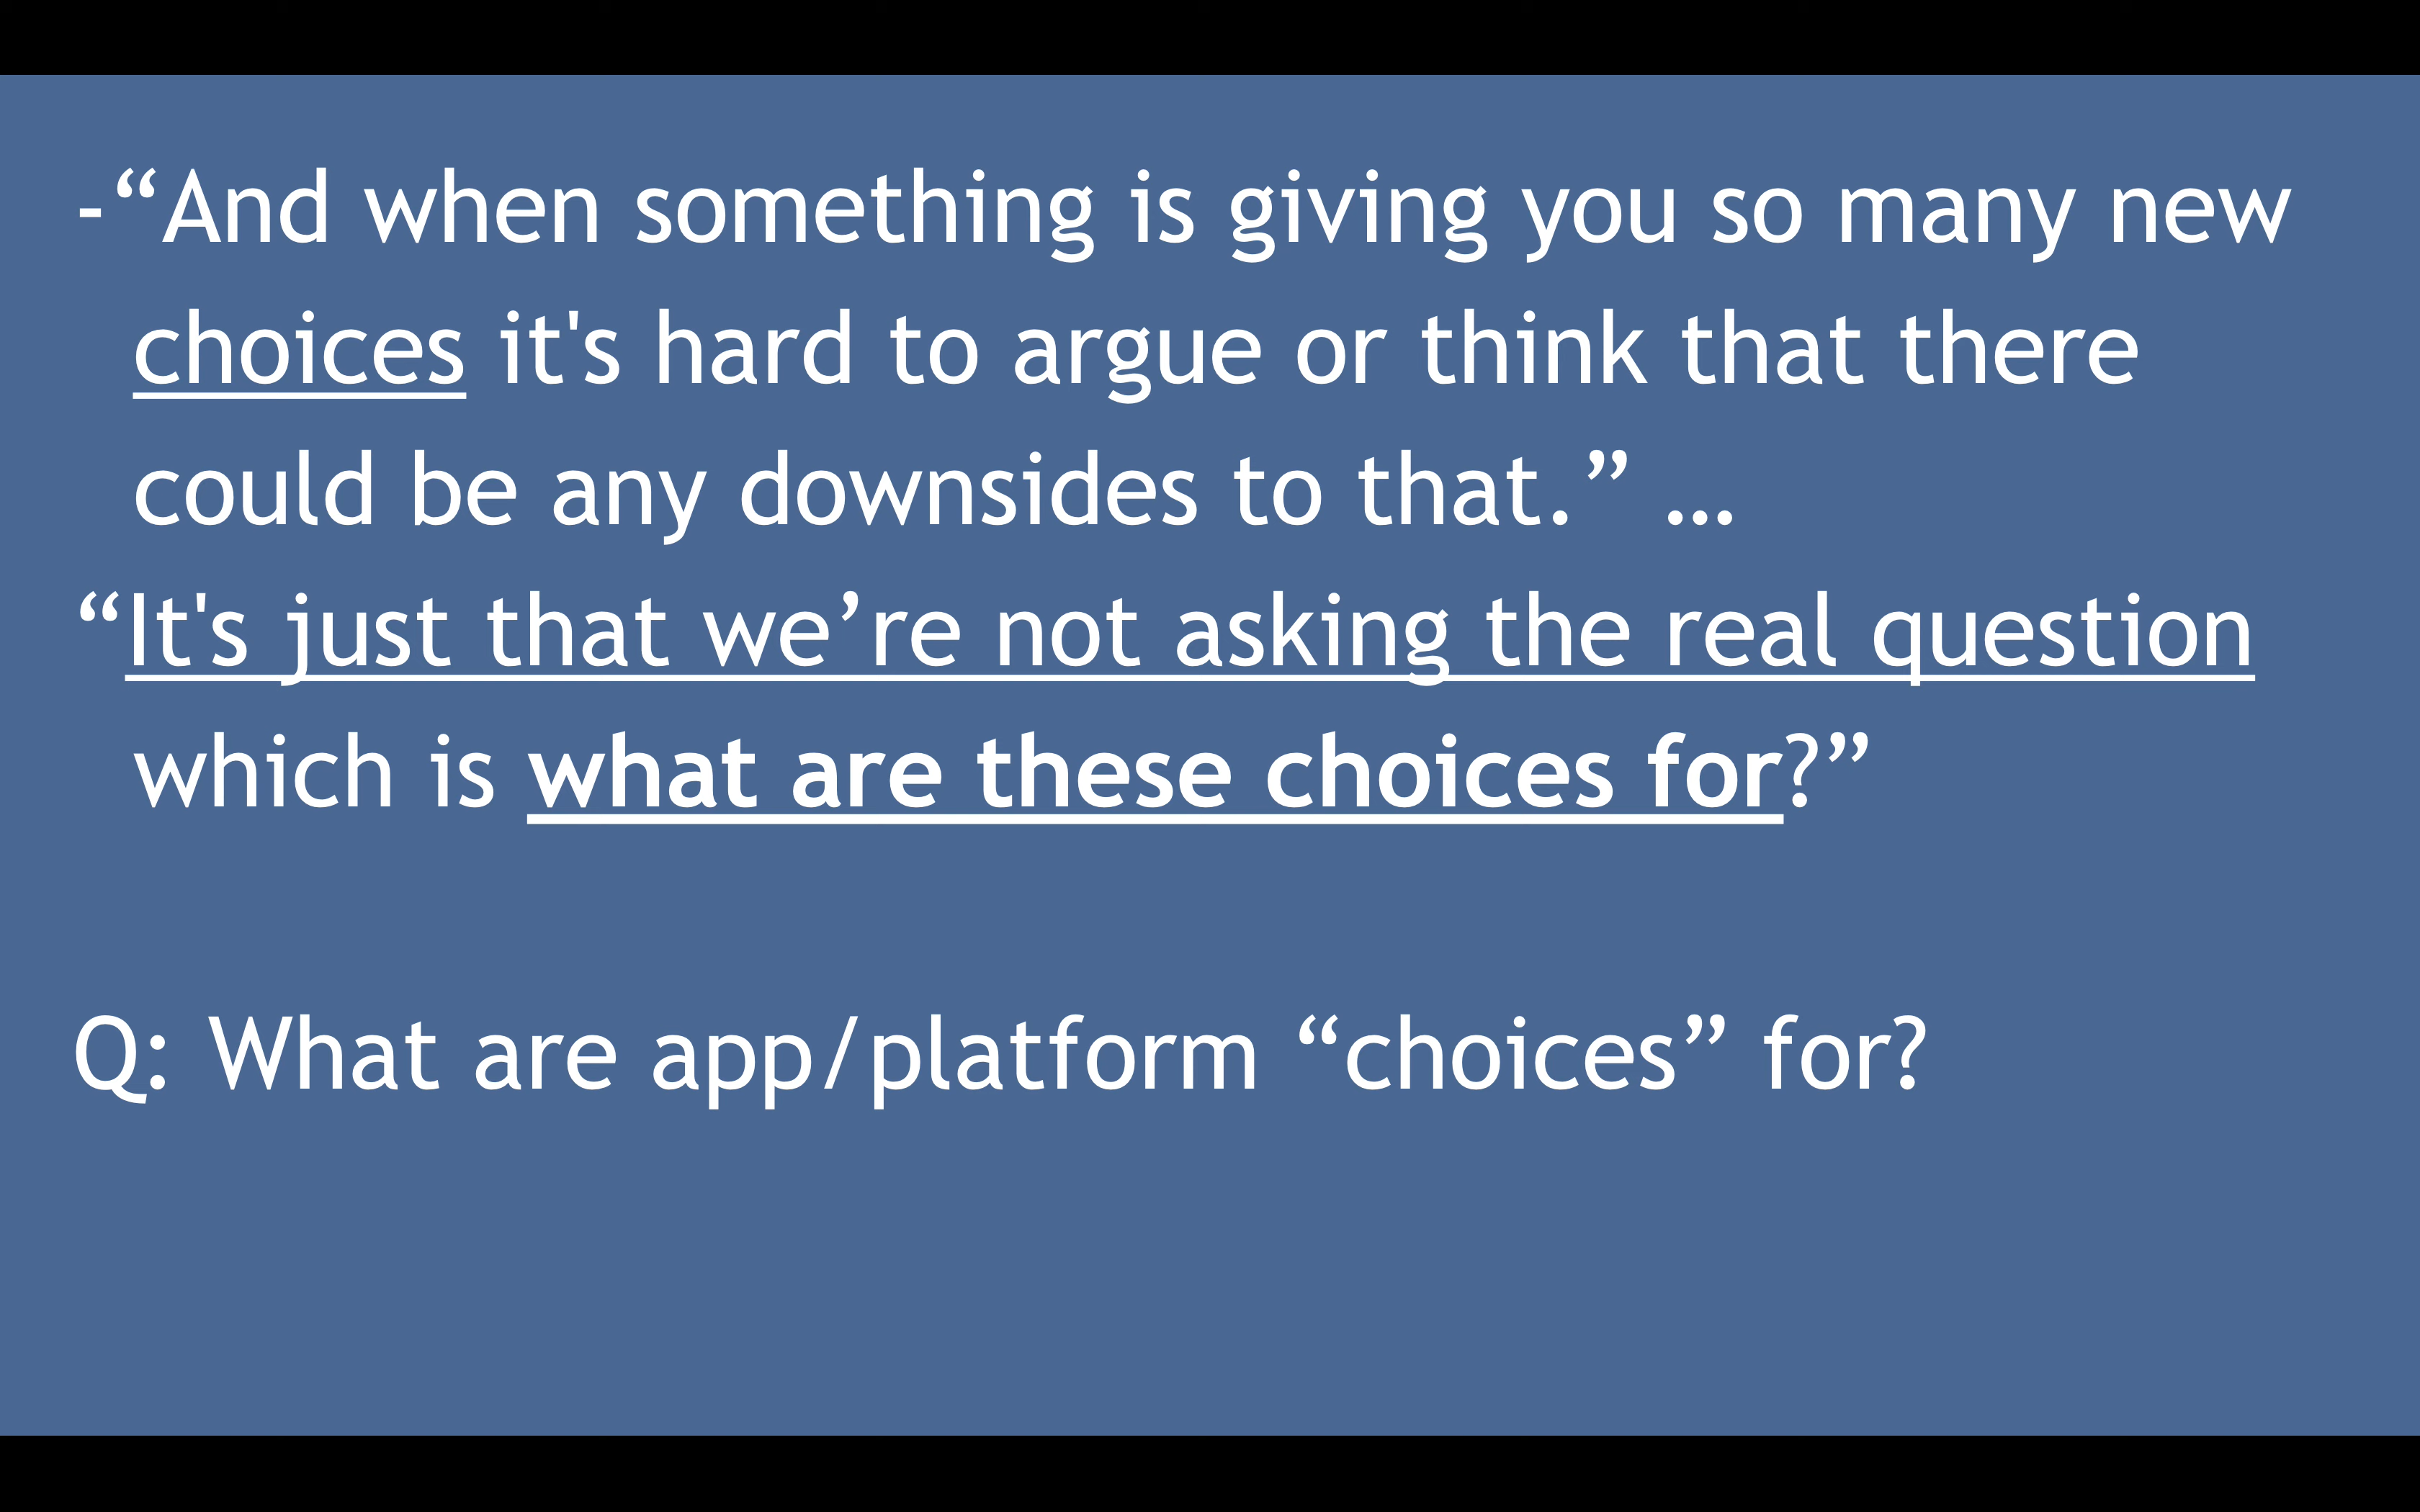 -“And when something is giving you so many new
choices it's hard to argue or think that there
could be any downsides to that.” …
“It's just that we’re not asking the real question
which is what are these choices for?”
Q: What are app/platform “choices” for?